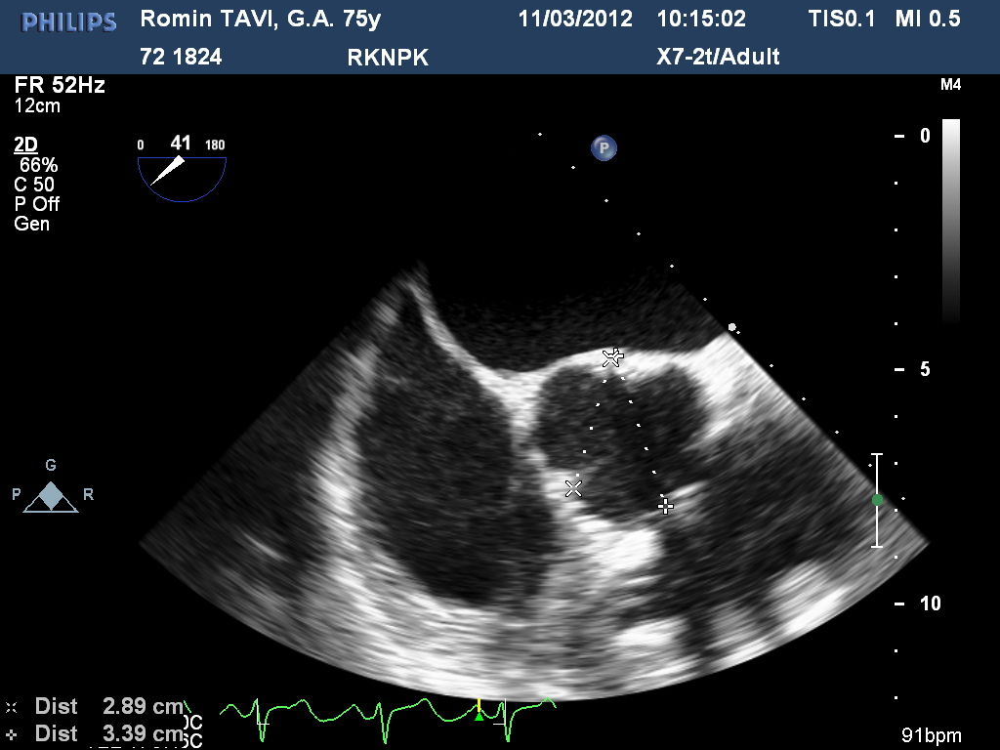 PHILIPS Romin TAVI, G.A. 75y 11/03/2012 10:15:02 TIS0.1 MI 0.5
72 1824 RKNPK X7-2t/Adult
FR 52Hz
12cm
M4
2D
66%
C 50
P Off
Gen
0 41 180
P
0
5
10
G
P R
Dist 2.89 cm
Dist 3.39 cm
91bpm